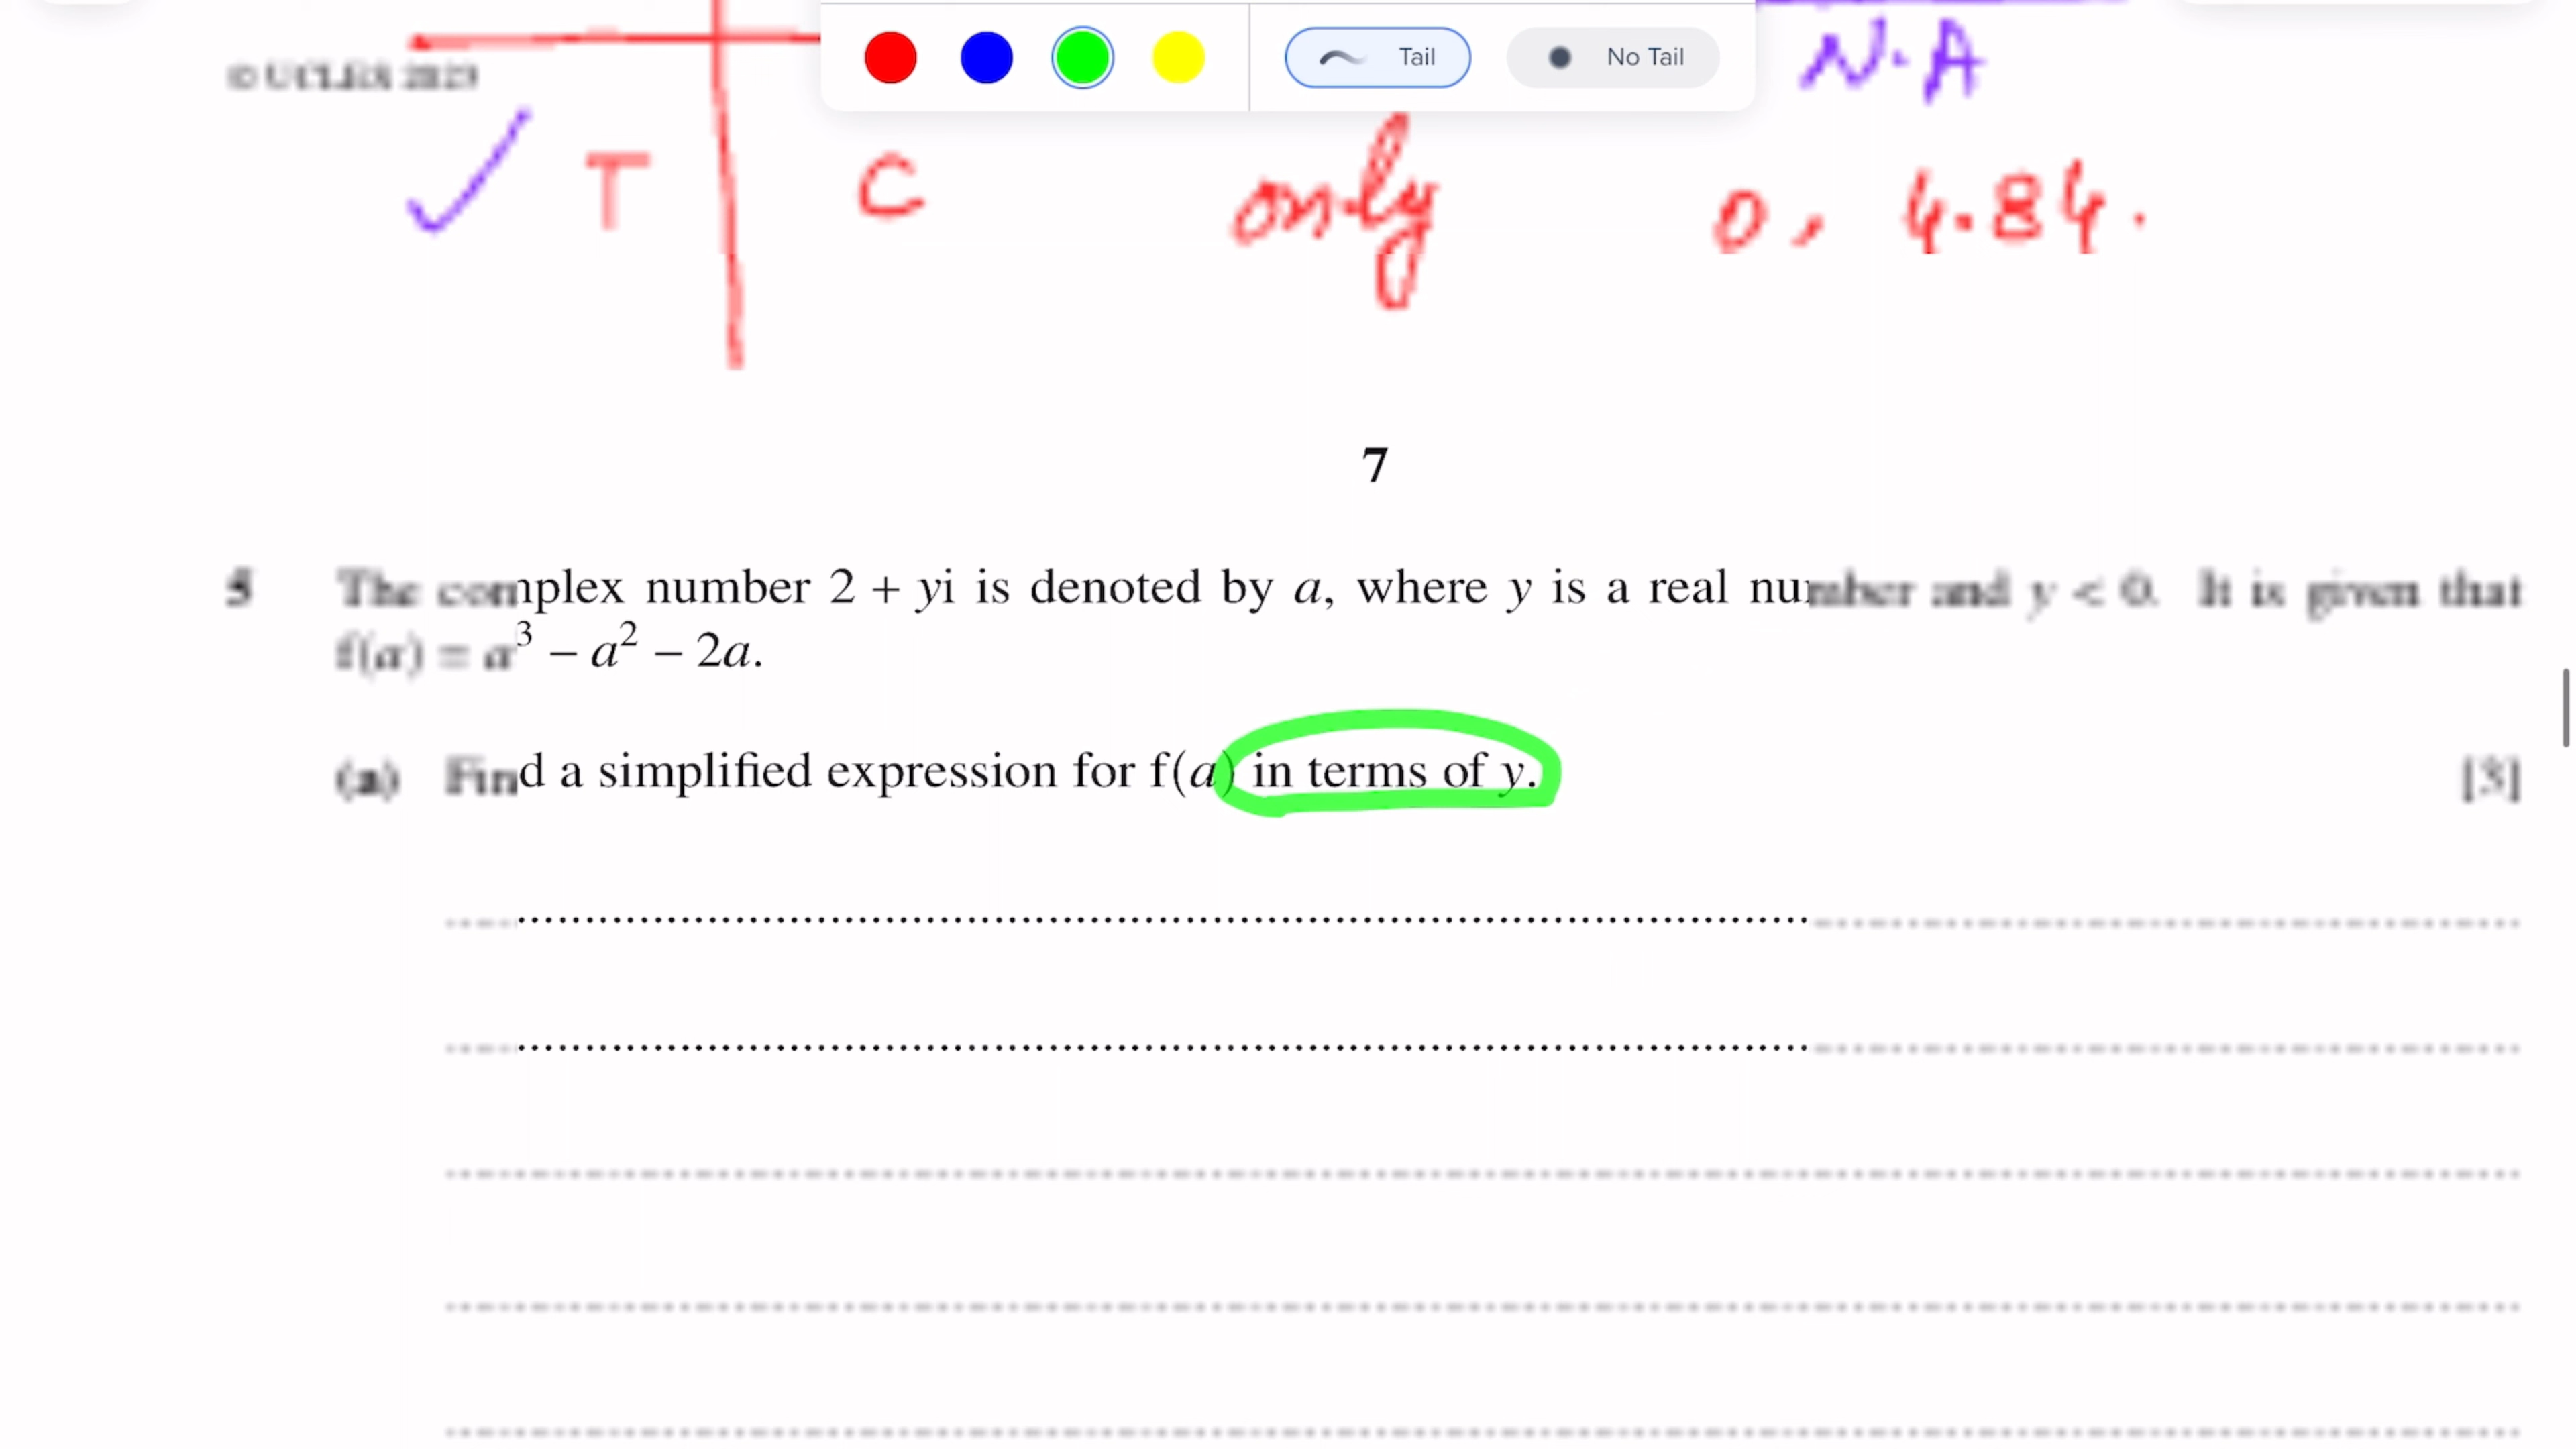 Tail No Tail
N.A
© UCLES 2023
T C only 0, 4.84.
7
5 The complex number 2 + yi is denoted by a, where y is a real number and y < 0. It is given that
f(a) = a³ – a² – 2a.
(a) Find a simplified expression for f(a) in terms of y. [3]